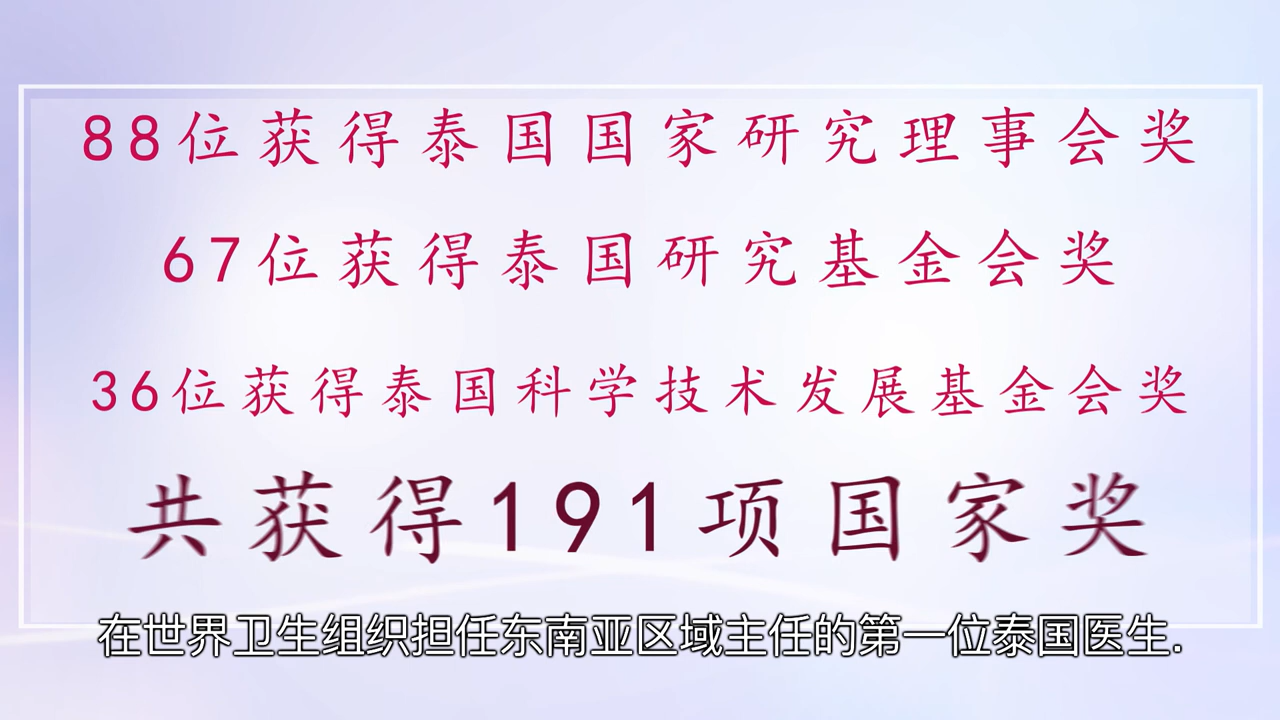 88位获得泰国国家研究理事会奖
67位获得泰国研究基金会奖
36位获得泰国科学技术发展基金会奖
共获得191项国家奖
在世界卫生组织担任东南亚区域主任的第一位泰国医生.